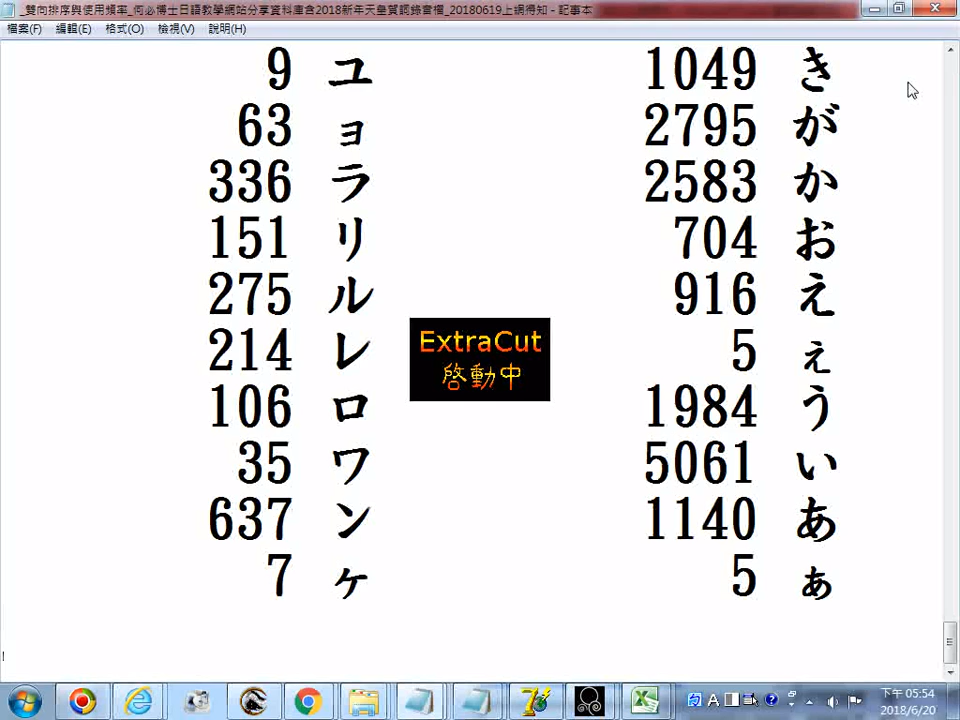 _雙向排序與使用頻率_何必博士日語教學網站分享資料庫含2018新年天皇賀詞錄音檔_20180619上網得知 - 記事本
檔案(F) 編輯(E) 格式(O) 檢視(V) 說明(H)
9 ユ 1049 き
63 ョ 2795 が
336 ラ 2583 か
151 リ 704 お
275 ル 916 え
214 レ 5 ぇ
106 ロ 1984 う
35 ワ 5061 い
637 ン 1140 あ
7 ヶ 5 ぁ
ExtraCut
啓動中
!
A
下午 05:54
2018/6/20